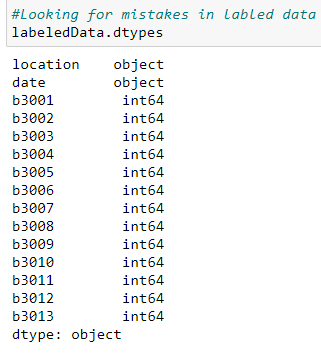 #Looking for mistakes in labled data
labeledData.dtypes
location    object
date        object
b3001        int64
b3002        int64
b3003        int64
b3004        int64
b3005        int64
b3006        int64
b3007        int64
b3008        int64
b3009        int64
b3010        int64
b3011        int64
b3012        int64
b3013        int64
dtype: object